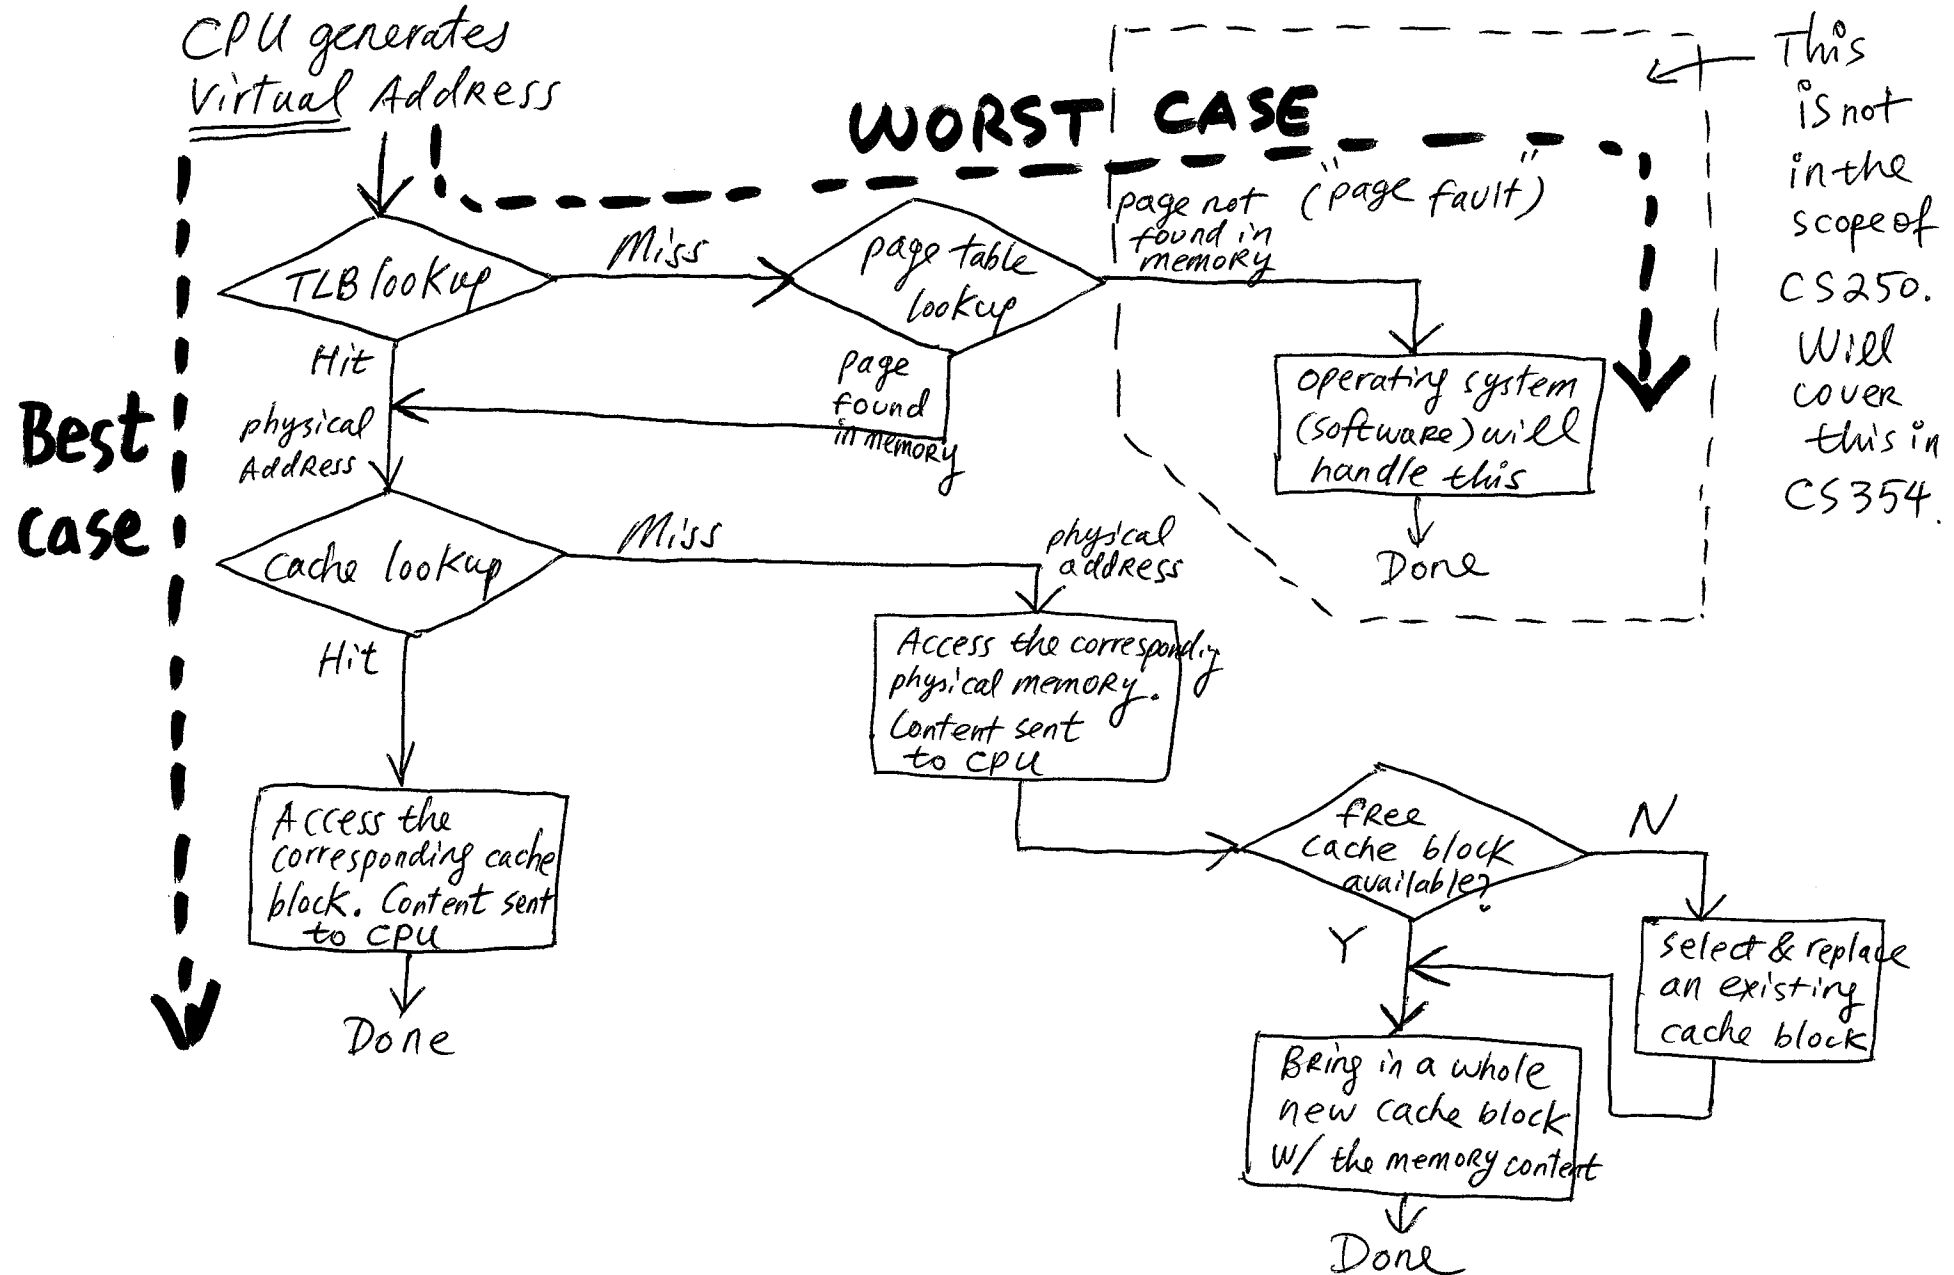 CPU generates
Virtual Address
WORST CASE
This
is not
in the
scope of
CS250.
Will
cover
this in
CS354.
page not ("page fault")
found in
memory
TLB lookup
Miss
page table
lookup
Hit
page
found
in memory
operating system
(software) will
handle this
Done
Best
Case
physical
Address
cache lookup
Miss
physical
address
Hit
Access the corresponding
physical memory.
Content sent
to CPU
free
cache block
available?
N
Y
select & replace
an existing
cache block
Access the
corresponding cache
block. Content sent
to CPU
Done
Bring in a whole
new cache block
w/ the memory content
Done